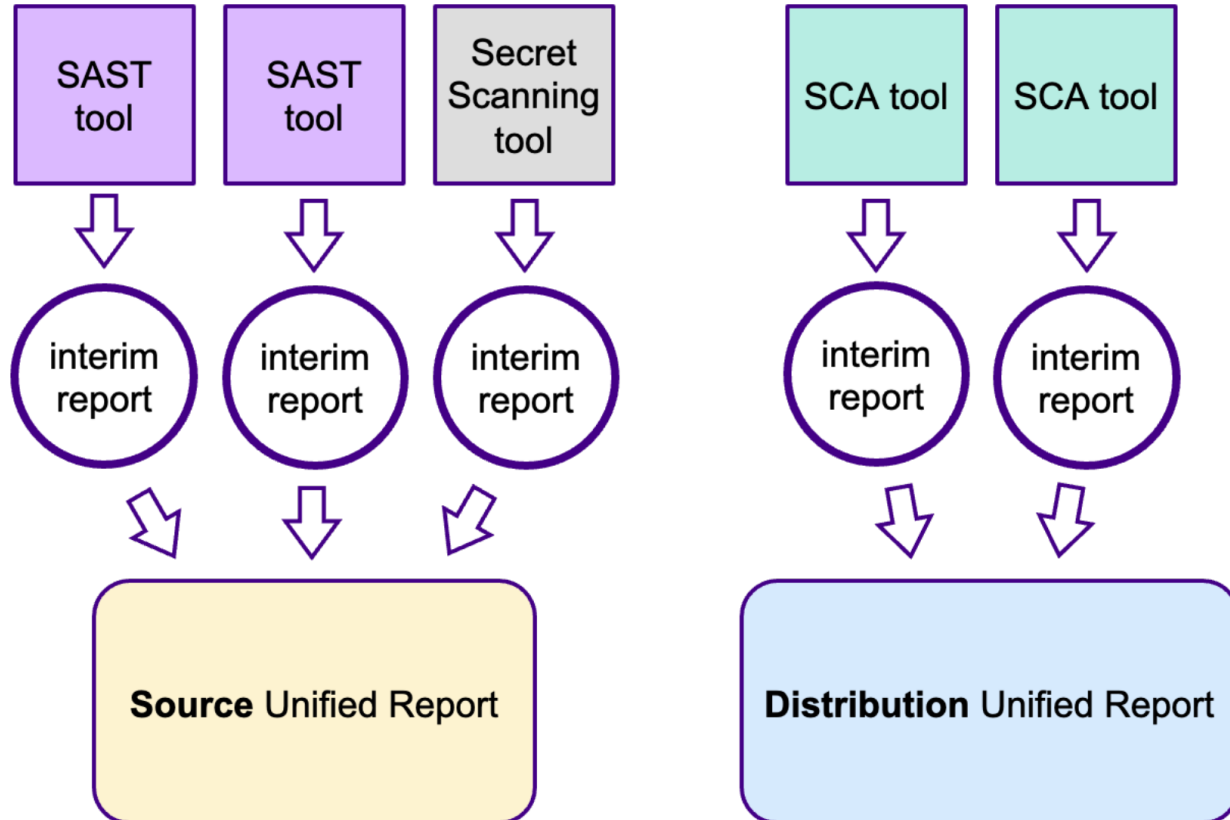 SAST
tool
SAST
tool
Secret
Scanning
tool
SCA tool
SCA tool
interim
report
interim
report
interim
report
interim
report
interim
report
Source Unified Report
Distribution Unified Report